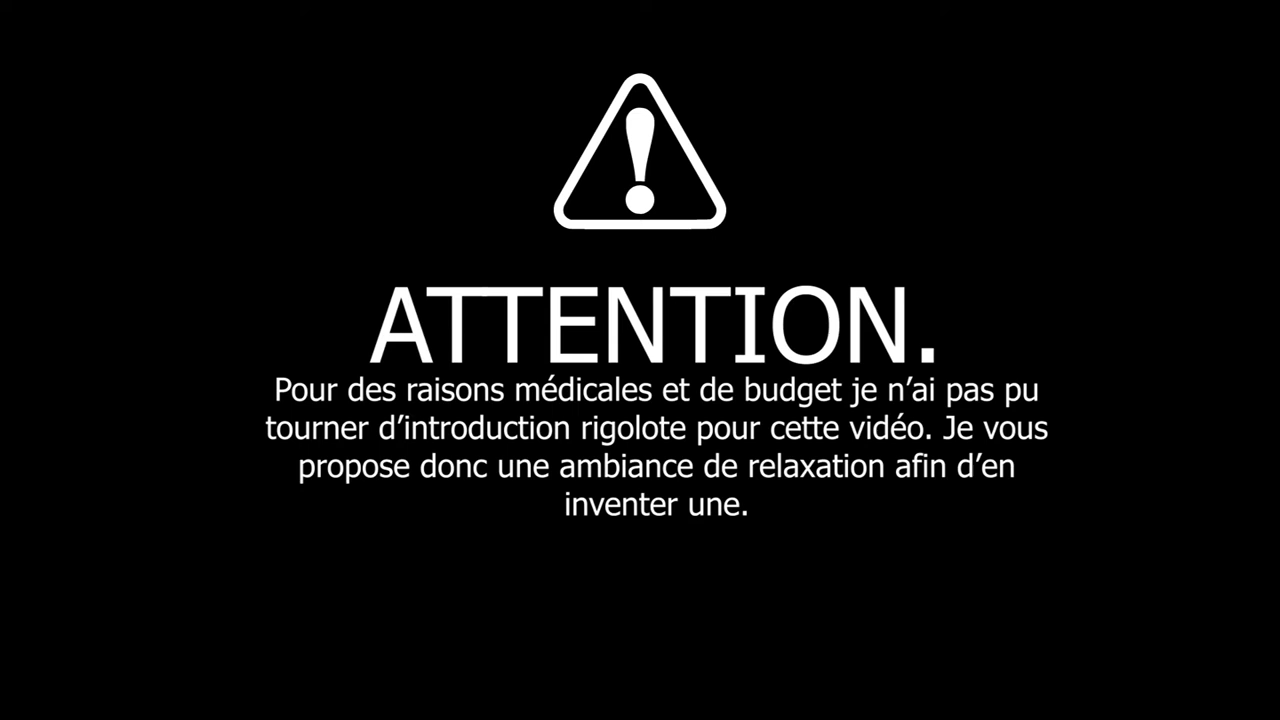 ATTENTION.
Pour des raisons médicales et de budget je n’ai pas pu
tourner d’introduction rigolote pour cette vidéo. Je vous
propose donc une ambiance de relaxation afin d’en
inventer une.